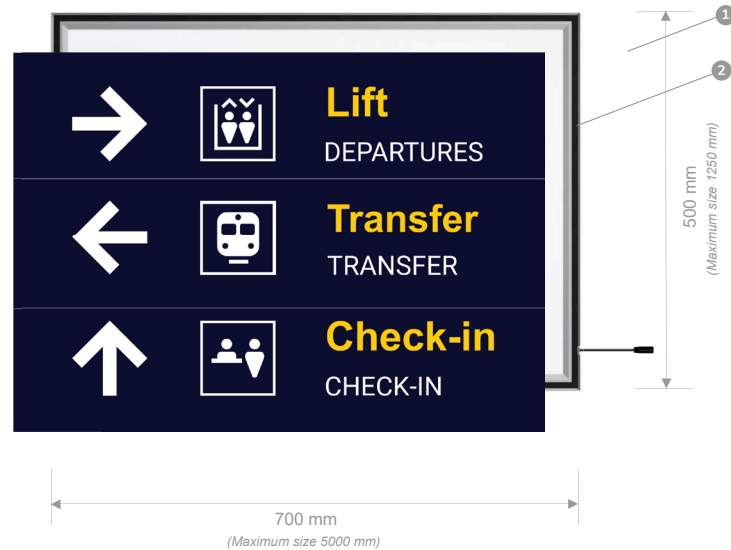 1
2
Lift
DEPARTURES
Transfer
TRANSFER
Check-in
CHECK-IN
500 mm
(Maximum size 1250 mm)
700 mm
(Maximum size 5000 mm)